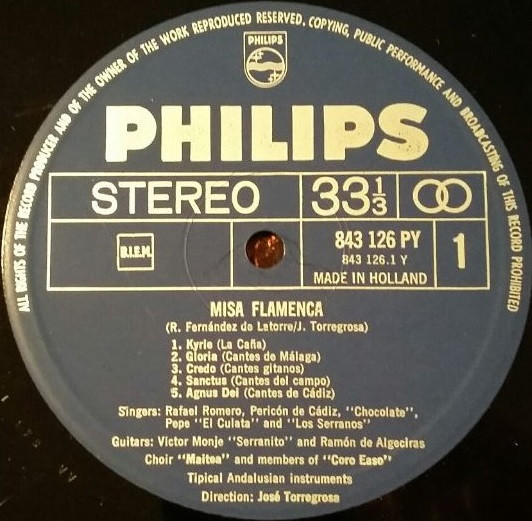 ALL RIGHTS OF THE RECORD PRODUCER AND OF THE OWNER OF THE WORK REPRODUCED RESERVED. COPYING, PUBLIC PERFORMANCE AND BROADCASTING OF THIS RECORD PROHIBITED
PHILIPS
PHILIPS
STEREO 33 1/3
B.I.E.M. 843 126 PY 1
843 126.1 Y
MADE IN HOLLAND
MISA FLAMENCA
(R. Fernández de Latorre/J. Torregrosa)
1. Kyrie (La Caña)
2. Gloria (Cantes de Málaga)
3. Credo (Cantes gitanos)
4. Sanctus (Cantes del campo)
5. Agnus Dei (Cantes de Cádiz)
Singers: Rafael Romero, Pericón de Cádiz, "Chocolate",
Pepe "El Culata" and "Los Serranos"
Guitars: Victor Monje "Serranito" and Ramón de Algeciras
Choir "Maitea" and members of "Coro Easo"
Tipical Andalusian instruments
Direction: José Torregrosa